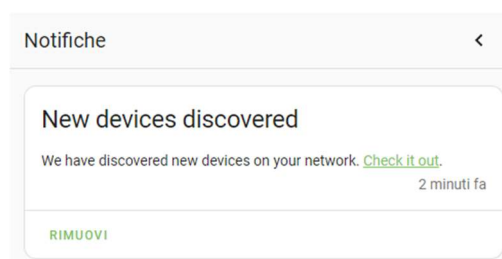 Notifiche
New devices discovered
We have discovered new devices on your network. Check it out.
2 minuti fa
RIMUOVI